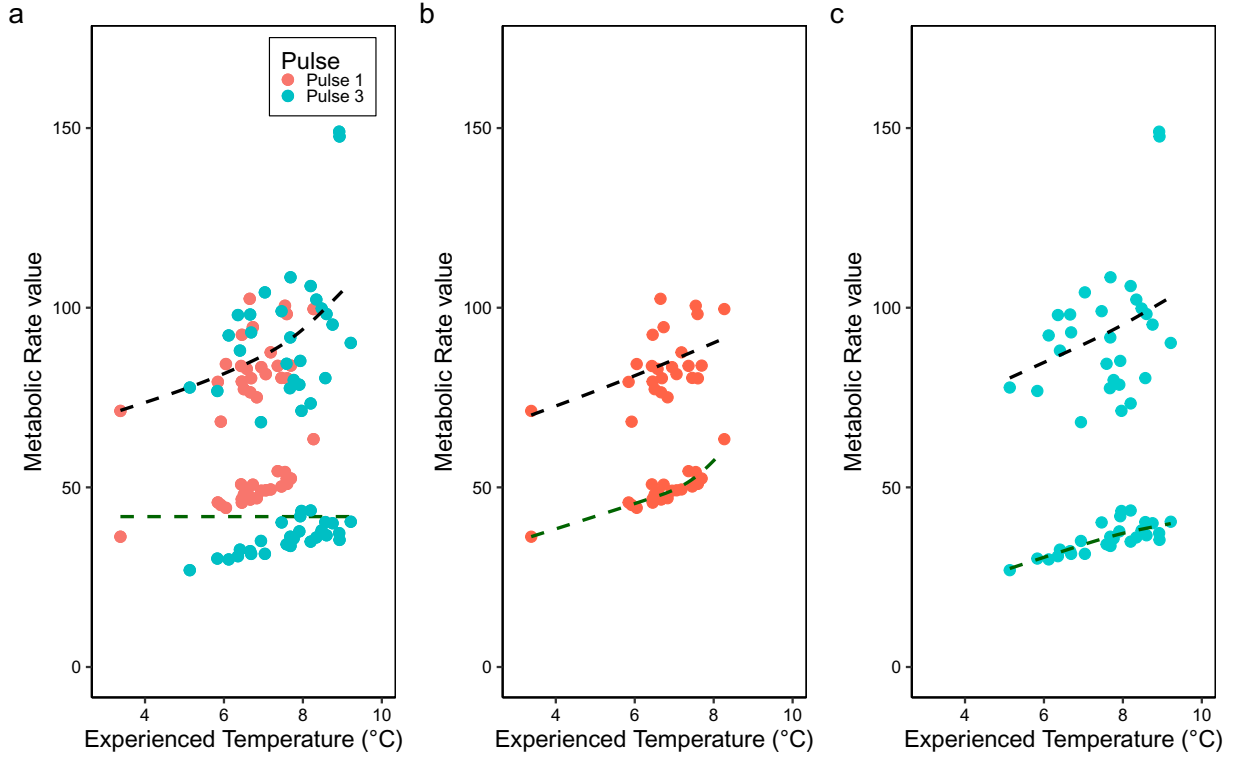 a
b
c
Pulse
Pulse 1
Pulse 3
Metabolic Rate value
150
100
50
0
4 6 8 10
Experienced Temperature (°C)
Metabolic Rate value
150
100
50
0
4 6 8 10
Experienced Temperature (°C)
Metabolic Rate value
150
100
50
0
4 6 8 10
Experienced Temperature (°C)